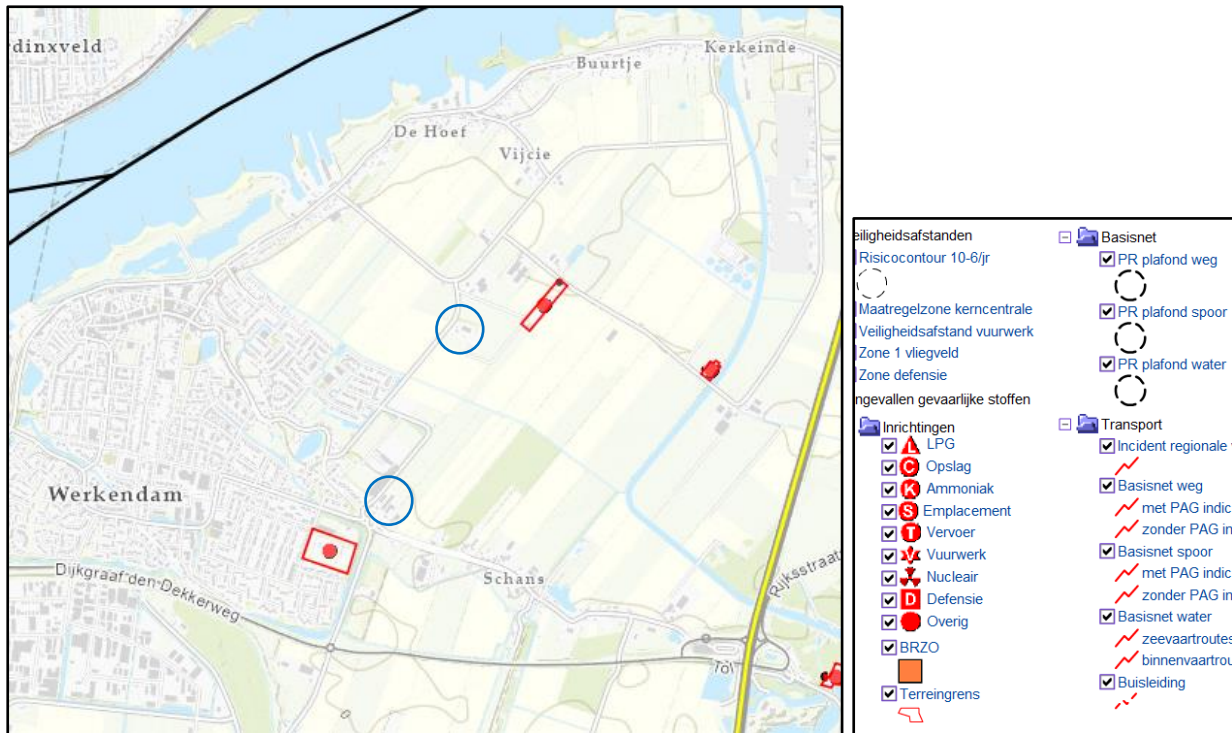 rdinxveld
Kerkeinde
Buurtje
De Hoef
Vijcie
Werkendam
Schans
Dijkgraaf den Dekkerweg
Rijksstraat
Tol
eiligheidsafstanden
Risicocontour 10-6/jr
Maatregelzone kerncentrale
Veiligheidsafstand vuurwerk
Zone 1 vliegveld
Zone defensie
ngevallen gevaarlijke stoffen
Inrichtingen
L LPG
C Opslag
K Ammoniak
S Emplacement
T Vervoer
V Vuurwerk
Nucleair
D Defensie
Overig
BRZO
Terreingrens
Basisnet
PR plafond weg
PR plafond spoor
PR plafond water
Transport
Incident regionale
Basisnet weg
met PAG indic
zonder PAG in
Basisnet spoor
met PAG indic
zonder PAG in
Basisnet water
zeevaartroutes
binnenvaartrou
Buisleiding